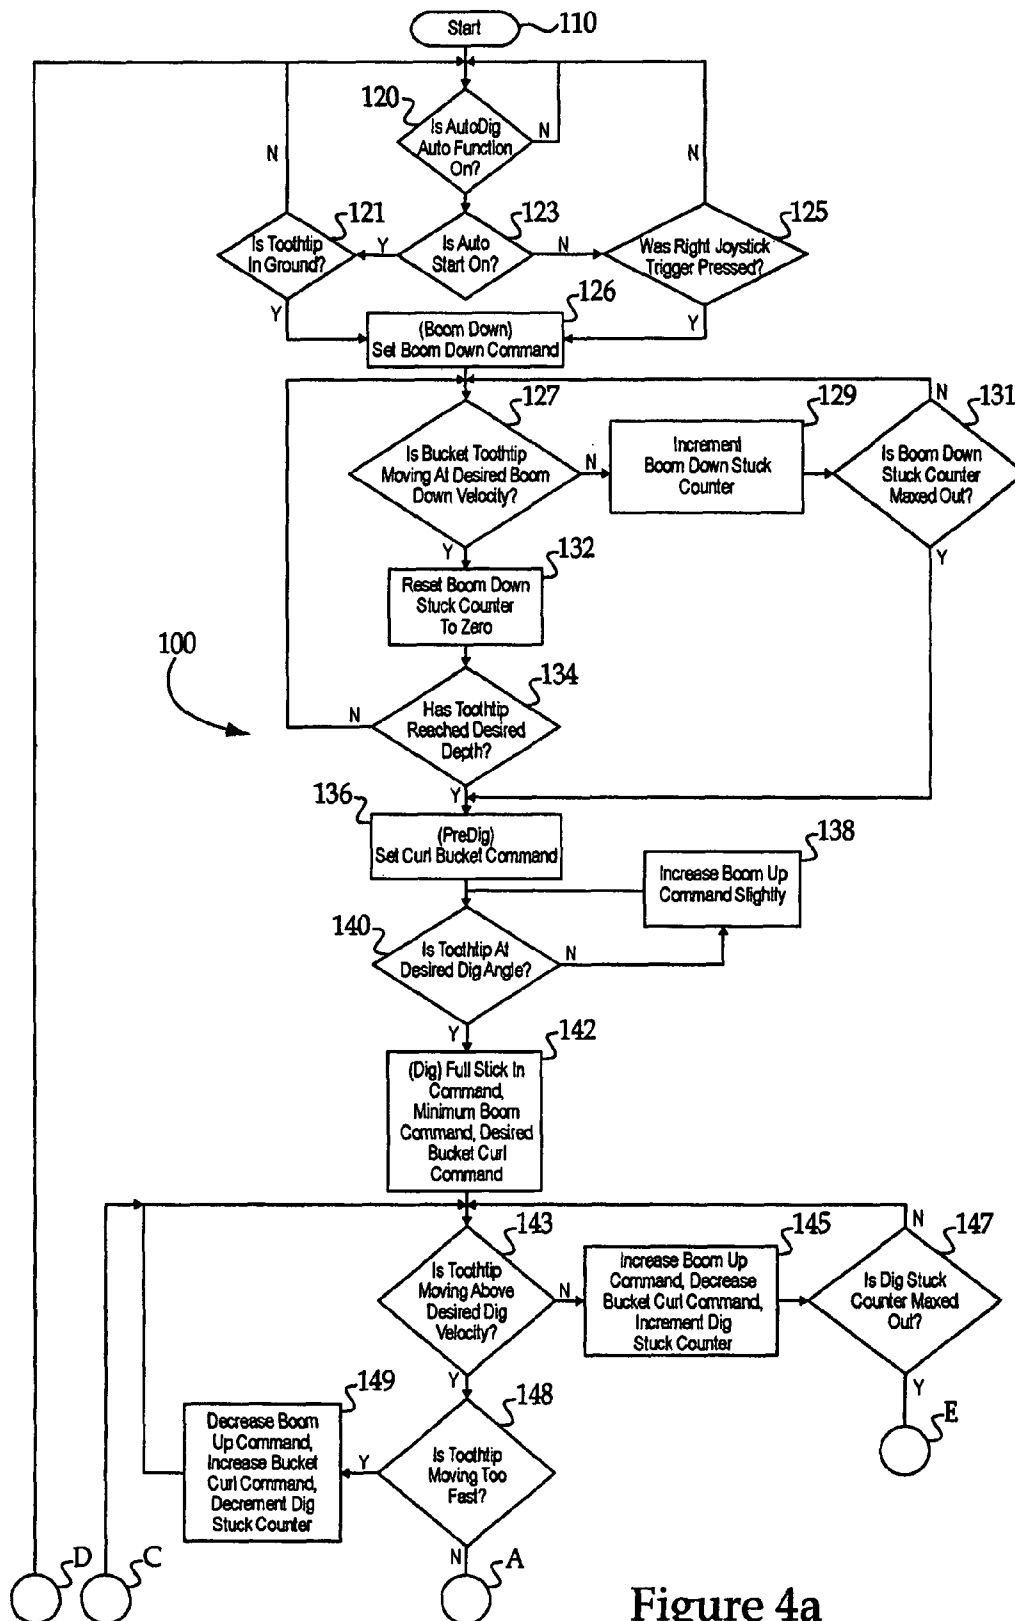 Start
110
120
Is AutoDig
Auto Function
On?
N
N
N
121
Is Toothtip
In Ground?
Y
123
Is Auto
Start On?
N
125
Was Right Joystick
Trigger Pressed?
Y
Y
126
(Boom Down)
Set Boom Down Command
127
Is Bucket Toothtip
Moving At Desired Boom
Down Velocity?
N
129
Increment
Boom Down Stuck
Counter
N
131
Is Boom Down
Stuck Counter
Maxed Out?
Y
Y
132
Reset Boom Down
Stuck Counter
To Zero
100
134
Has Toothtip
Reached Desired
Depth?
N
Y
136
(PreDig)
Set Curl Bucket Command
138
Increase Boom Up
Command Slightly
140
Is Toothtip At
Desired Dig Angle?
N
Y
142
(Dig) Full Stick In
Command,
Minimum Boom
Command, Desired
Bucket Curl
Command
143
Is Toothtip
Moving Above
Desired Dig
Velocity?
N
145
Increase Boom Up
Command, Decrease
Bucket Curl Command,
Increment Dig
Stuck Counter
N
147
Is Dig Stuck
Counter Maxed
Out?
Y
Y
E
149
Decrease Boom
Up Command,
Increase Bucket
Curl Command,
Decrement Dig
Stuck Counter
Y
148
Is Toothtip
Moving Too
Fast?
N
D
C
A
Figure 4a